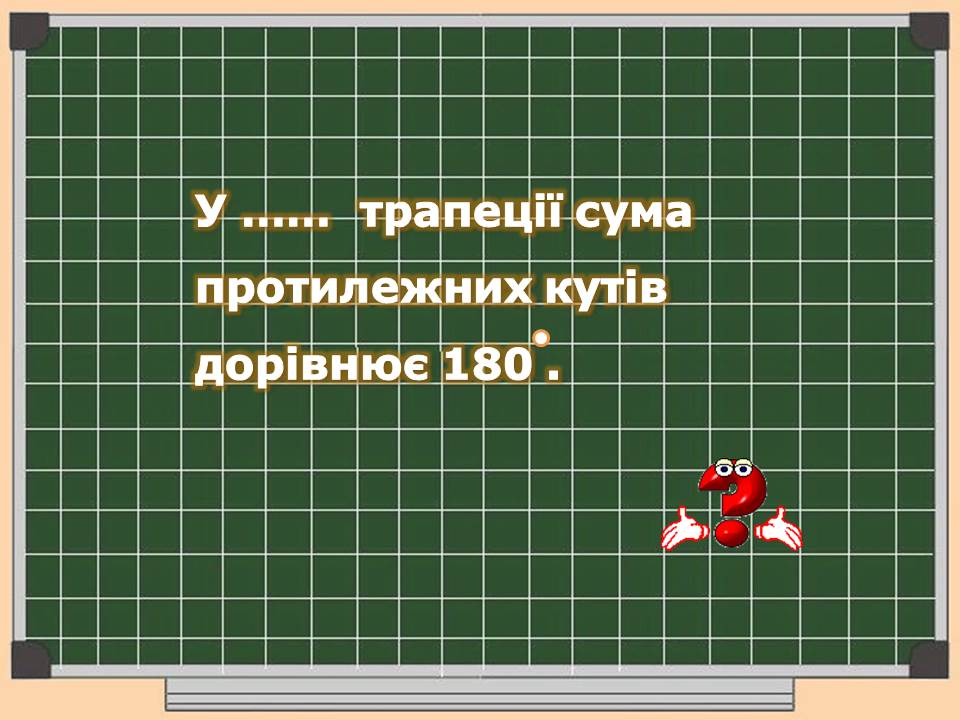 У ...... трапеції сума
протилежних кутів
дорівнює 180°.